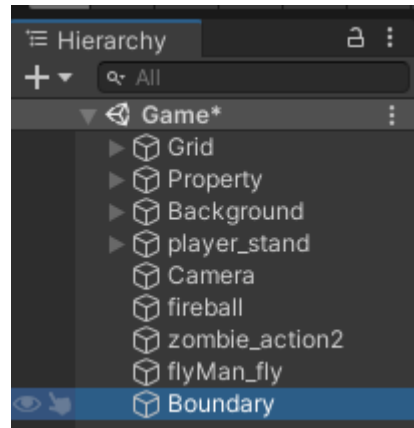 Hierarchy
All
Game*
Grid
Property
Background
player_stand
Camera
fireball
zombie_action2
flyMan_fly
Boundary